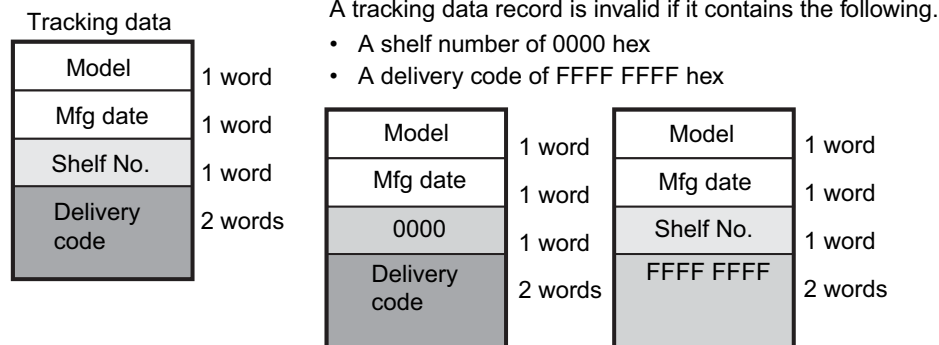 Tracking data
Model
1 word
Mfg date
1 word
Shelf No.
1 word
Delivery
code
2 words
A tracking data record is invalid if it contains the following.
• A shelf number of 0000 hex
• A delivery code of FFFF FFFF hex
Model
1 word
Mfg date
1 word
0000
1 word
Delivery
code
2 words
Model
1 word
Mfg date
1 word
Shelf No.
1 word
FFFF FFFF
2 words